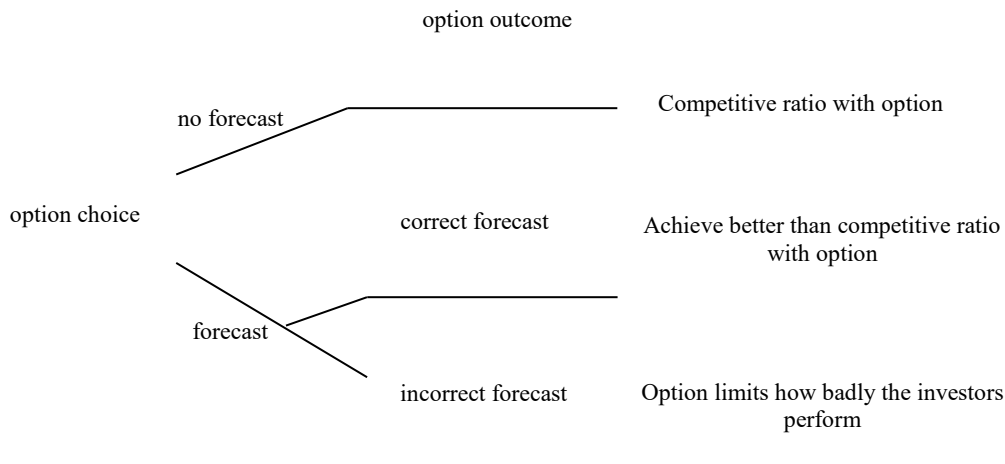 option outcome
no forecast
Competitive ratio with option
option choice
correct forecast
Achieve better than competitive ratio
with option
forecast
incorrect forecast
Option limits how badly the investors
perform